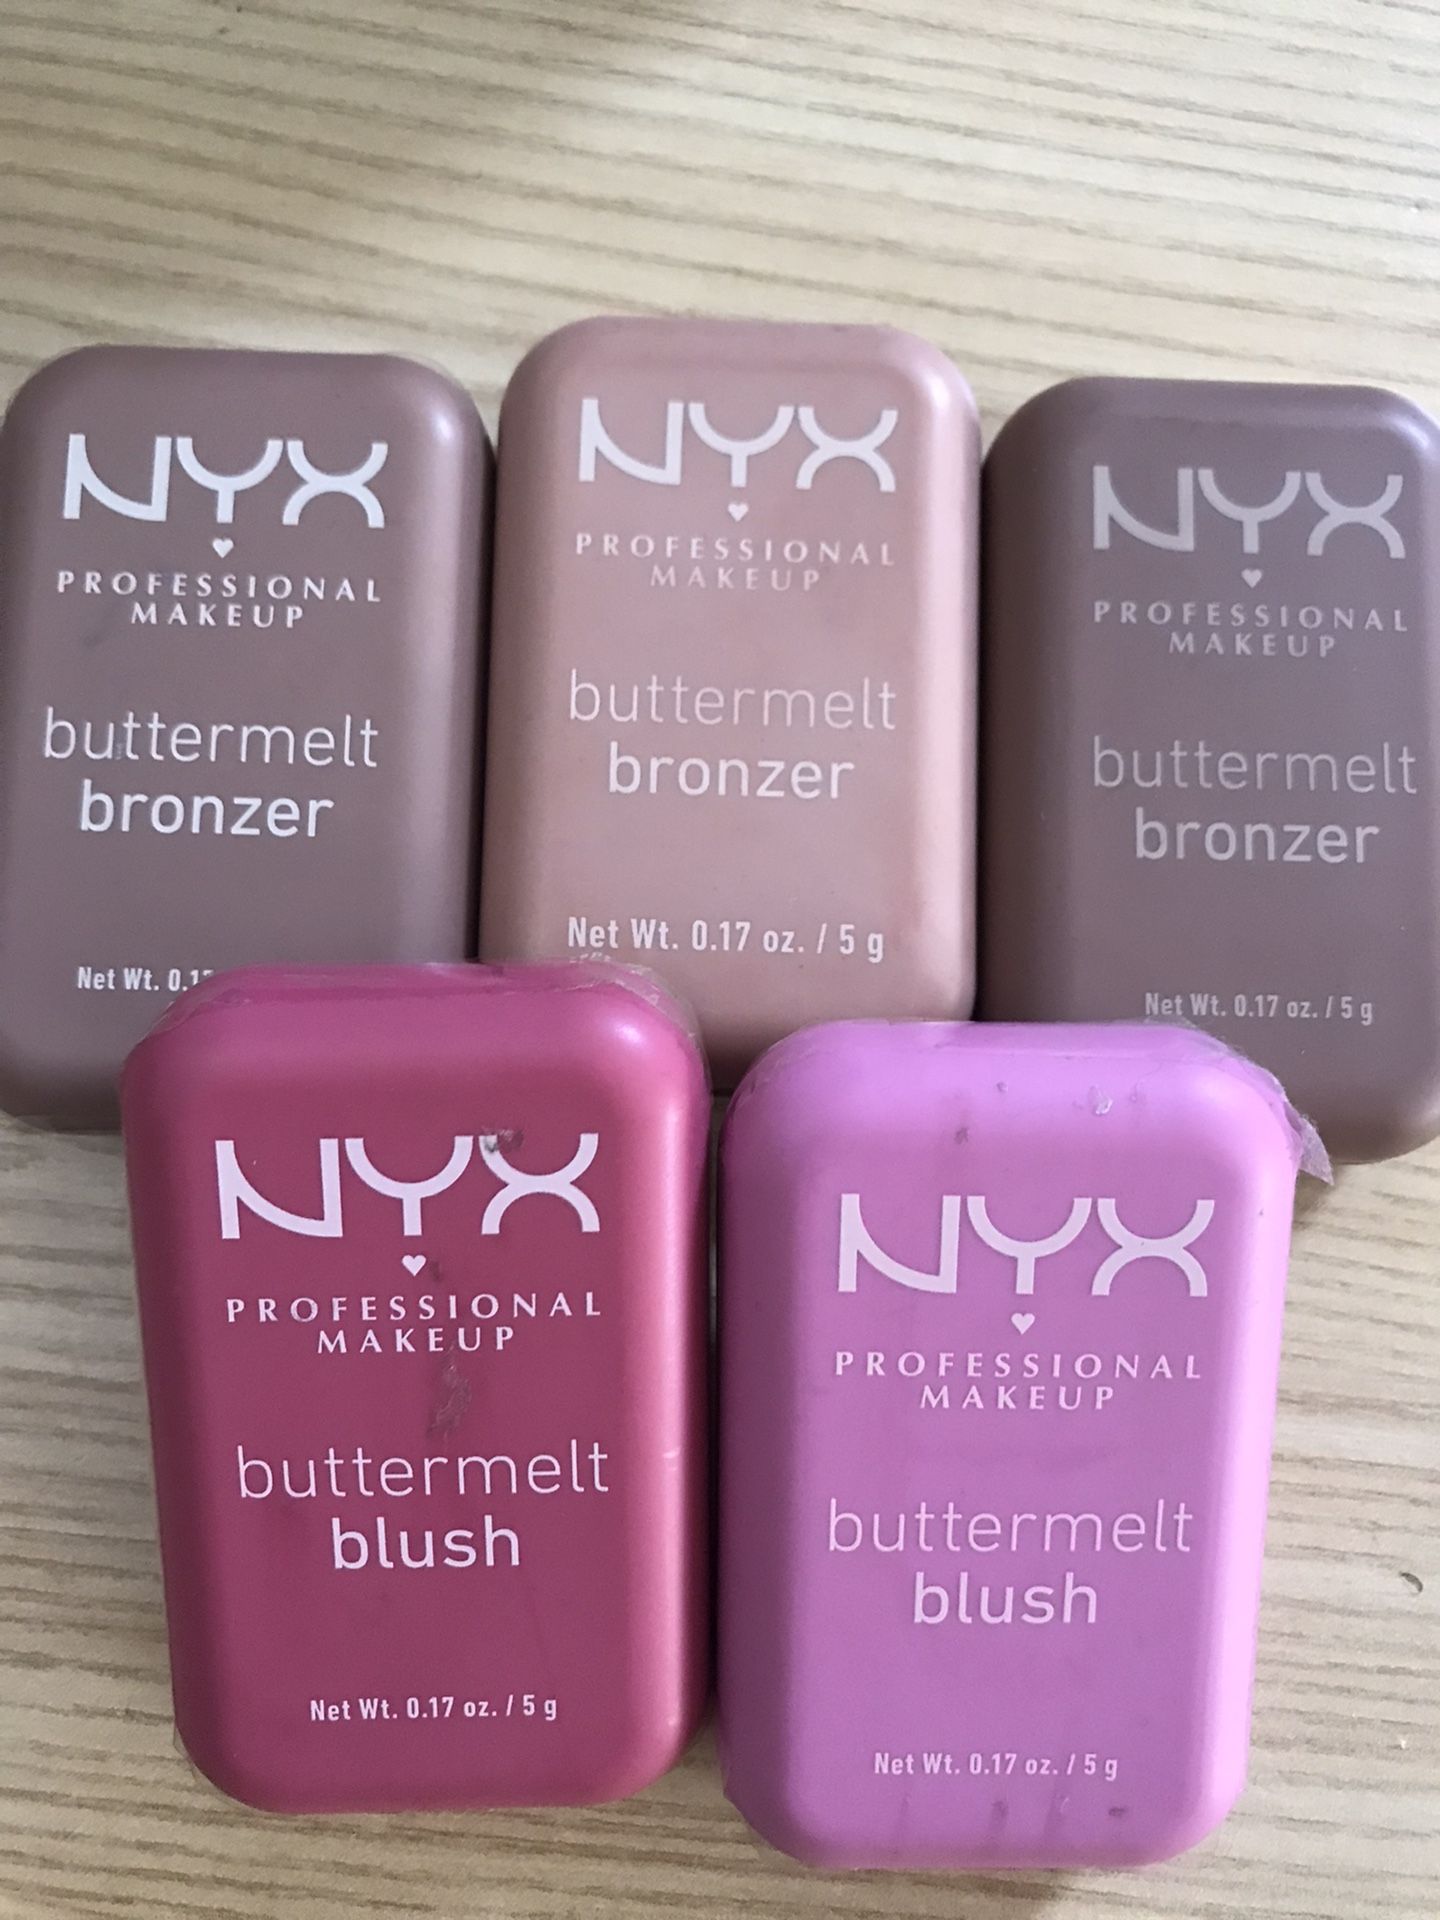 NYX
PROFESSIONAL
MAKEUP
buttermelt
bronzer
Net Wt. 0.1
NYX
PROFESSIONAL
MAKEUP
buttermelt
bronzer
Net Wt. 0.17 oz. / 5 g
NYX
PROFESSIONAL
MAKEUP
buttermelt
bronzer
Net Wt. 0.17 oz. / 5 g
NYX
PROFESSIONAL
MAKEUP
buttermelt
blush
Net Wt. 0.17 oz. / 5 g
NYX
PROFESSIONAL
MAKEUP
buttermelt
blush
Net Wt. 0.17 oz. / 5 g